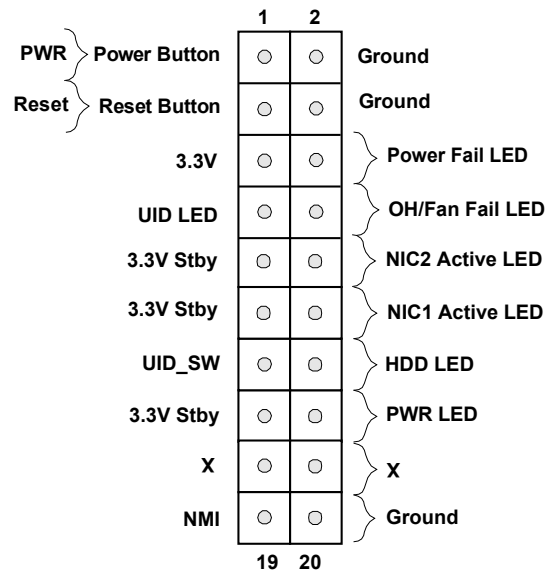 1 2
PWR Power Button Ground
Reset Reset Button Ground
3.3V Power Fail LED
UID LED OH/Fan Fail LED
3.3V Stby NIC2 Active LED
3.3V Stby NIC1 Active LED
UID_SW HDD LED
3.3V Stby PWR LED
X X
NMI Ground
19 20